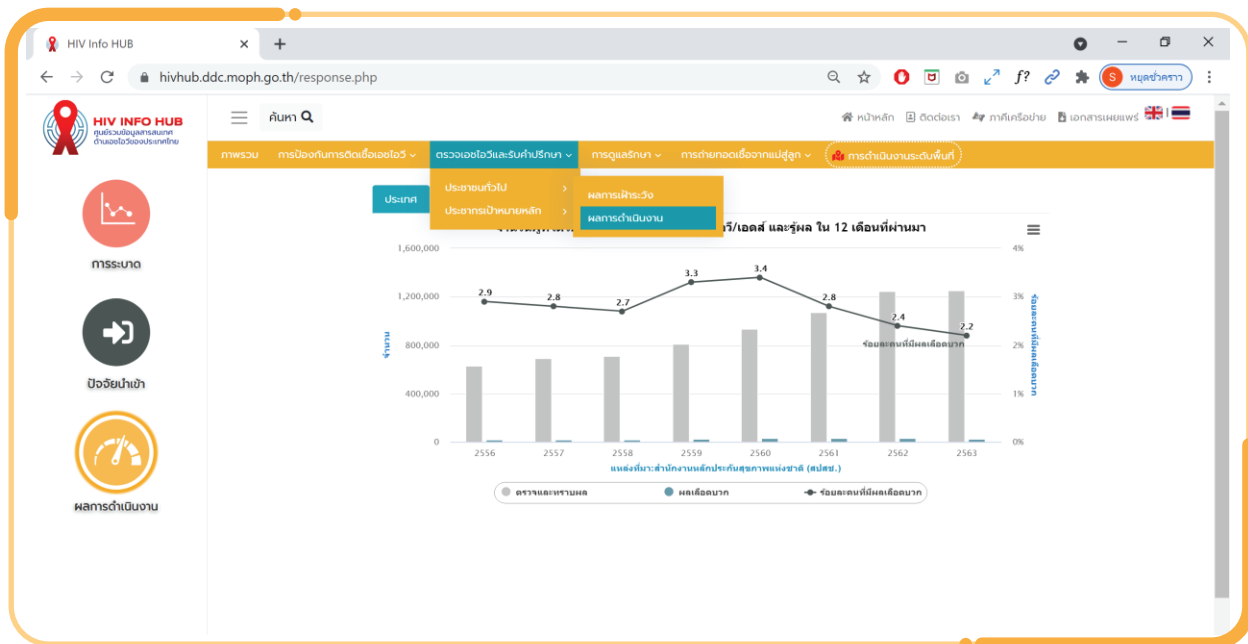 HIV Info HUB
hivhub.ddc.moph.go.th/response.php
f?
S หยุดชั่วคราว
HIV INFO HUB
ศูนย์รวมข้อมูลสารสนเทศ
ด้านเอชไอวีของประเทศไทย
ค้นหา
หน้าหลัก ติดต่อเรา ภาคีเครือข่าย เอกสารเผยแพร่ |
ภาพรวม การป้องกันการติดเชื้อเอชไอวี ตรวจเอชไอวีและรับคำปรึกษา การดูแลรักษา การถ่ายทอดเชื้อจากแม่สู่ลูก การดำเนินงานระดับพื้นที่
ประชาชนทั่วไป
ประชากรเป้าหมายหลัก
ผลการเฝ้าระวัง
ผลการดำเนินงาน
ประเทศ
วี/เอดส์ และรู้ผล ใน 12 เดือนที่ผ่านมา
การระบาด
ปัจจัยนำเข้า
ผลการดำเนินงาน
จำนวน
1,600,000
1,200,000
800,000
400,000
0
2.9
2.8
2.7
3.3
3.4
2.8
2.4
2.2
ร้อยละคนที่มีผลเลือดบวก
4%
3%
2%
1%
0%
ร้อยละคนที่มีผลเลือดบวก
2556 2557 2558 2559 2560 2561 2562 2563
แหล่งที่มา:สำนักงานหลักประกันสุขภาพแห่งชาติ (สปสช.)
ตรวจและทราบผล ผลเลือดบวก ร้อยละคนที่มีผลเลือดบวก